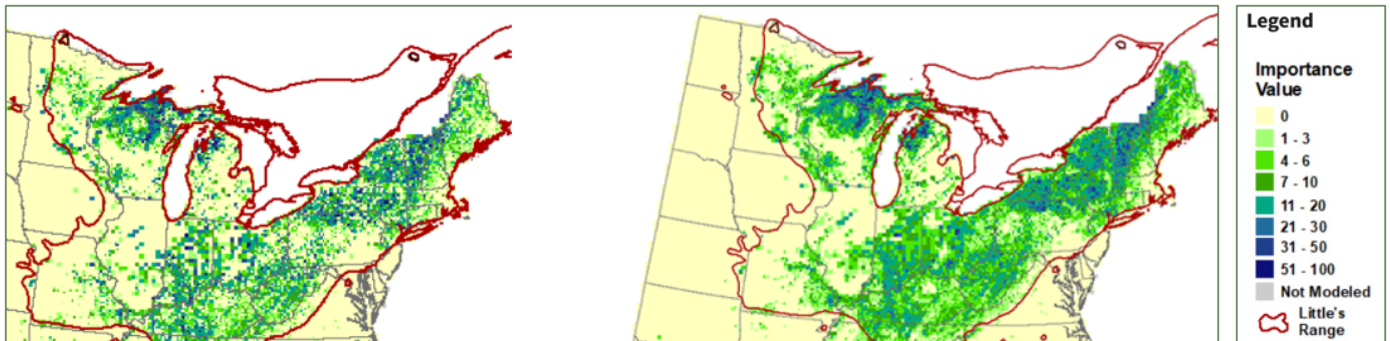 Legend
Importance
Value
0
1 - 3
4 - 6
7 - 10
11 - 20
21 - 30
31 - 50
51 - 100
Not Modeled
Little's
Range